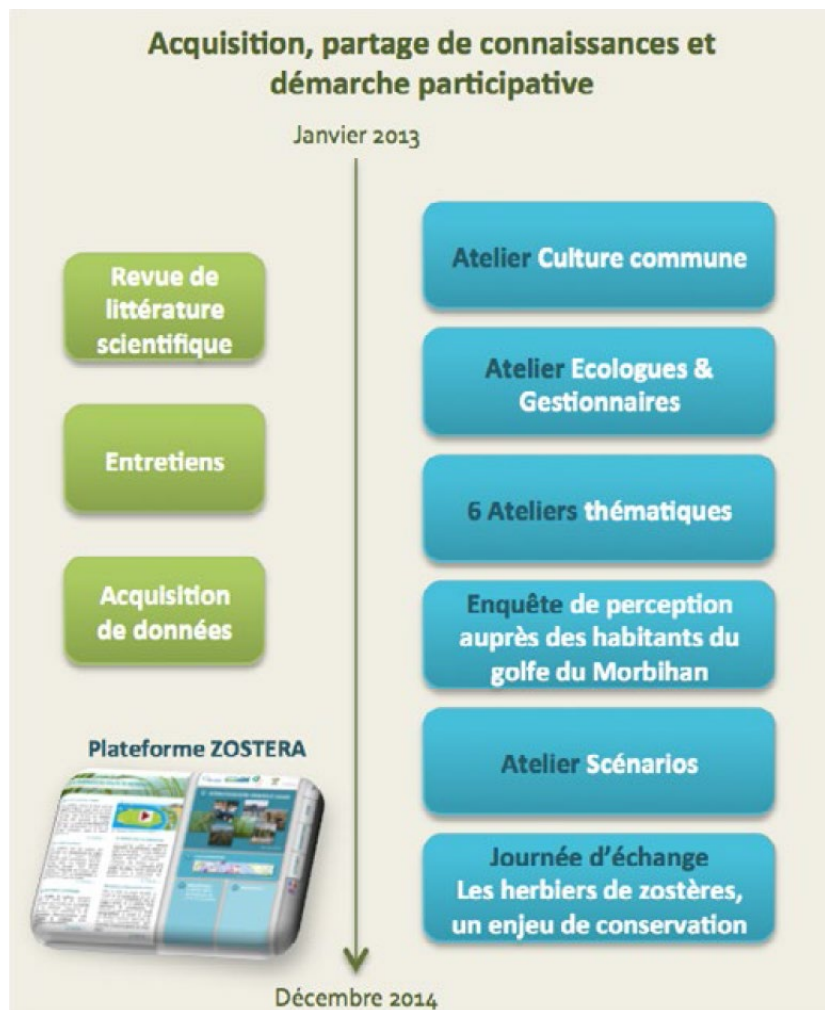 Acquisition, partage de connaissances et
démarche participative
Janvier 2013
Revue de
littérature
scientifique
Entretiens
Acquisition
de données
Plateforme ZOSTERA
Atelier Culture commune
Atelier Ecologues &
Gestionnaires
6 Ateliers thématiques
Enquête de perception
auprès des habitants du
golfe du Morbihan
Atelier Scénarios
Journée d’échange
Les herbiers de zostères,
un enjeu de conservation
Décembre 2014